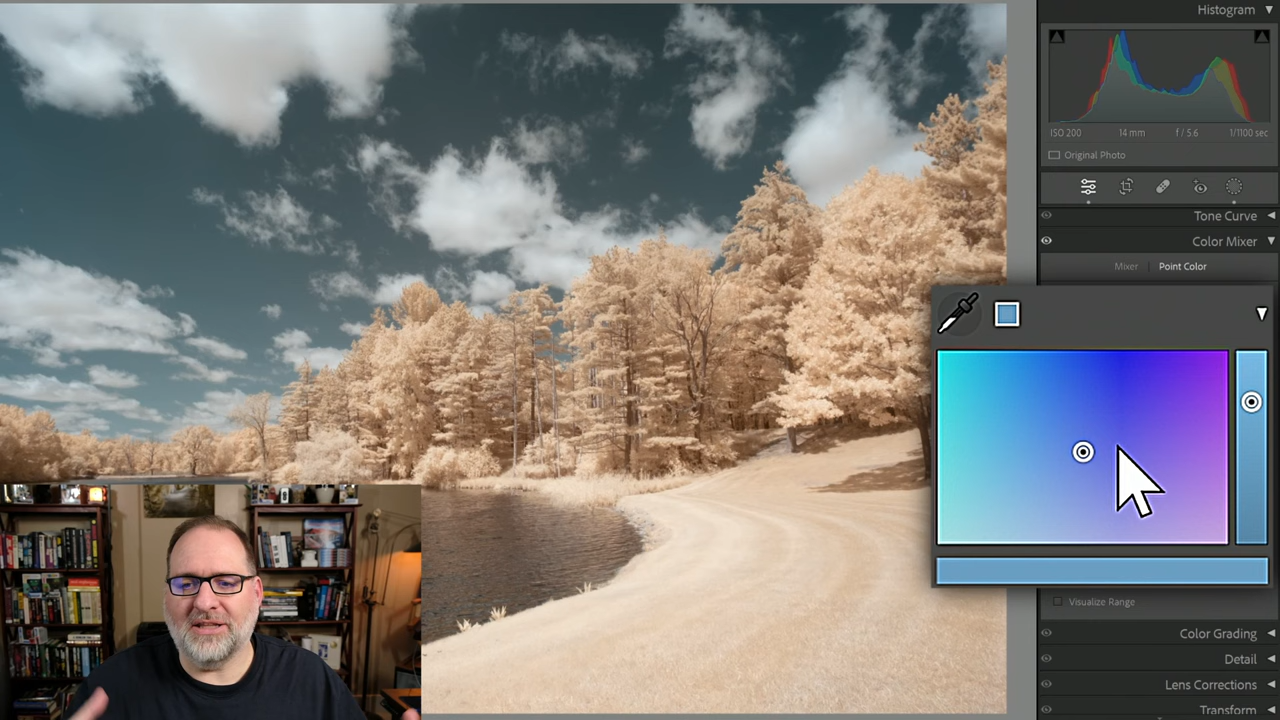 Histogram
ISO 200 14 mm f / 5.6 1/1100 sec
Original Photo
Tone Curve
Color Mixer
Mixer Point Color
Visualize Range
Color Grading
Detail
Lens Corrections
Transform